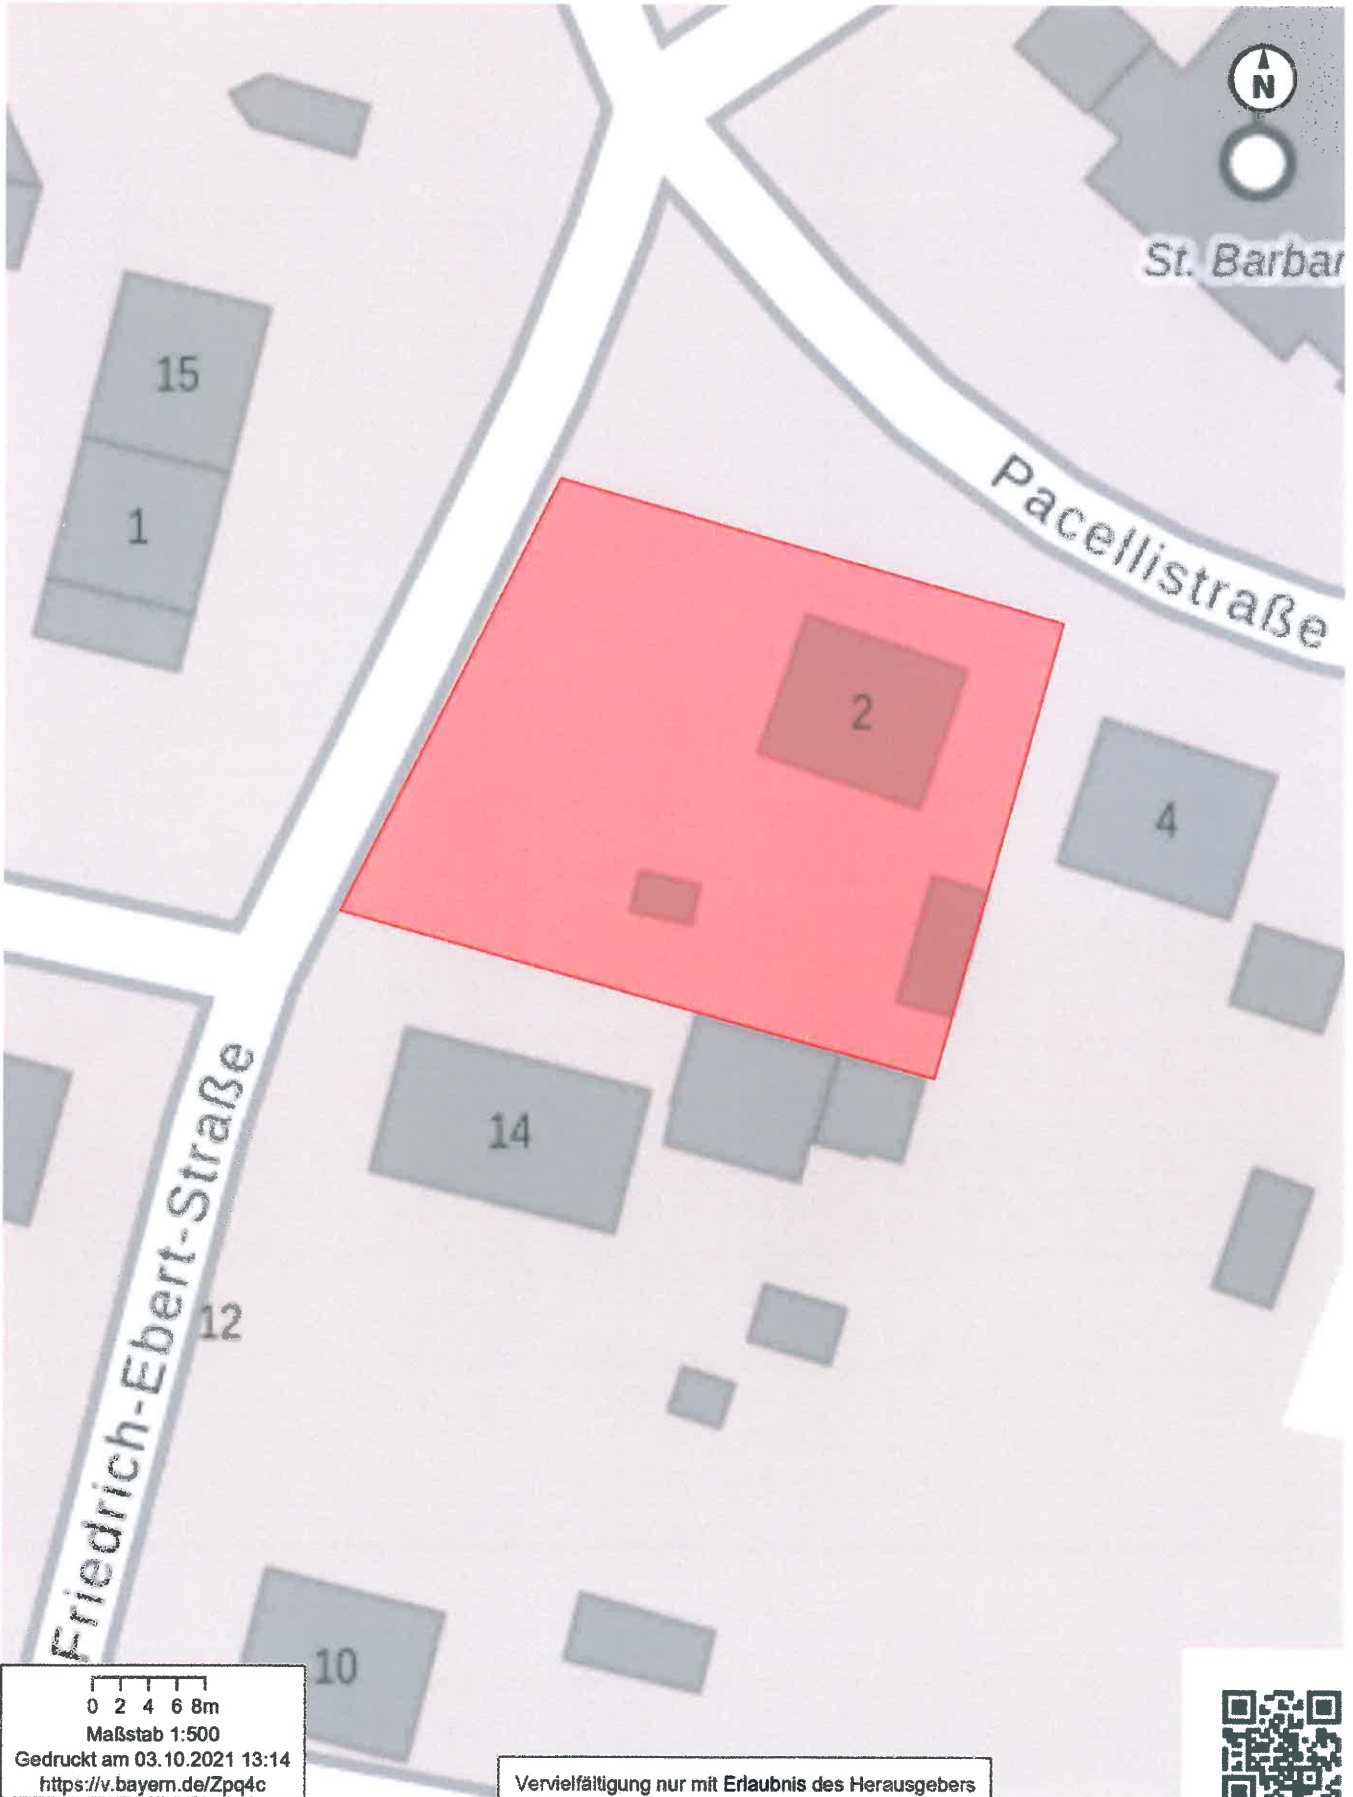 N
St. Barbar
15
1
Pacellistraße
2
4
14
Friedrich-Ebert-Straße
12
10
0 2 4 6 8m
Maßstab 1:500
Gedruckt am 03.10.2021 13:14
https://v.bayern.de/Zpq4c
Vervielfältigung nur mit Erlaubnis des Herausgebers